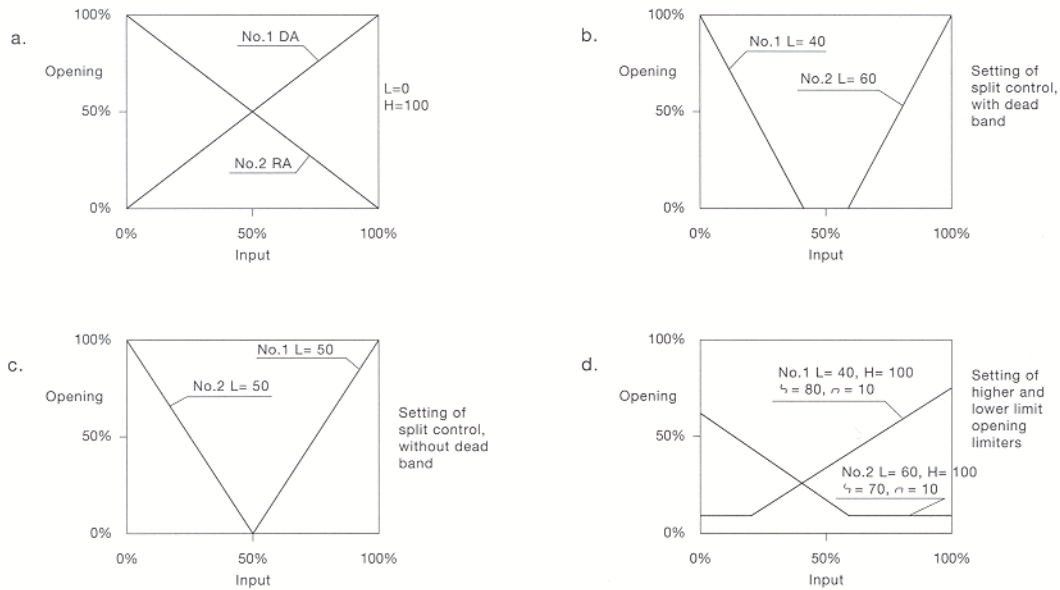 a.
100%
No.1 DA
Opening
L=0
H=100
50%
No.2 RA
0%
0%
50%
100%
Input
b.
100%
No.1 L= 40
Opening
No.2 L= 60
Setting of
split control,
with dead
band
50%
0%
0%
50%
100%
Input
c.
100%
No.1 L= 50
No.2 L= 50
Opening
Setting of
split control,
without dead
band
50%
0%
0%
50%
100%
Input
d.
100%
No.1 L= 40, H= 100
= 80, = 10
Opening
Setting of
higher and
lower limit
opening
limiters
50%
No.2 L= 60, H= 100
= 70, = 10
0%
0%
50%
100%
Input